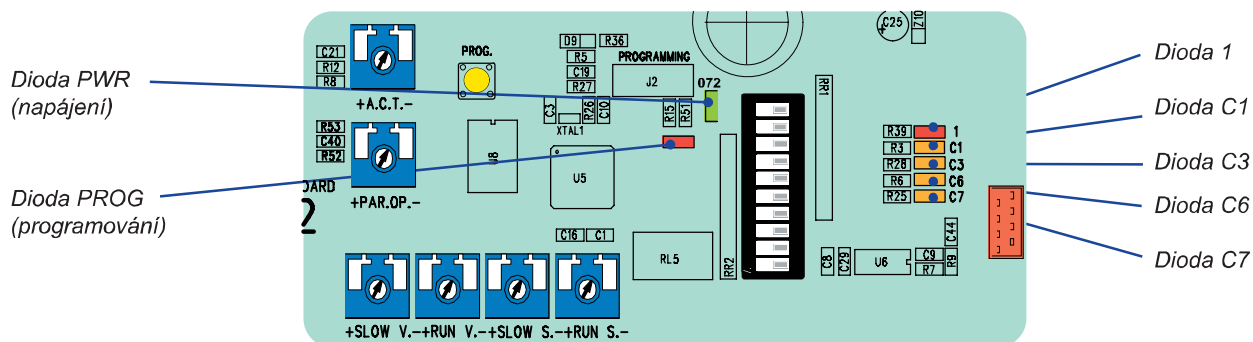 Dioda PWR
(napájení)
Dioda PROG
(programování)
C21
R12
R8
+A.C.T.-
PROG.
D9
R36
R5
C19
R27
PROGRAMMING
J2
072
C25
Z10
C3
R26
C10
XTAL1
R15
R51
RR1
R53
C40
R52
+PAR.OP.-
U5
RR2
R39
1
R3
C1
R28
C3
R6
C6
R25
C7
C16
C1
RL5
C8
C29
U6
C9
R7
R9
C44
+SLOW V.-+RUN V.-+SLOW S.-+RUN S.-
Dioda 1
Dioda C1
Dioda C3
Dioda C6
Dioda C7